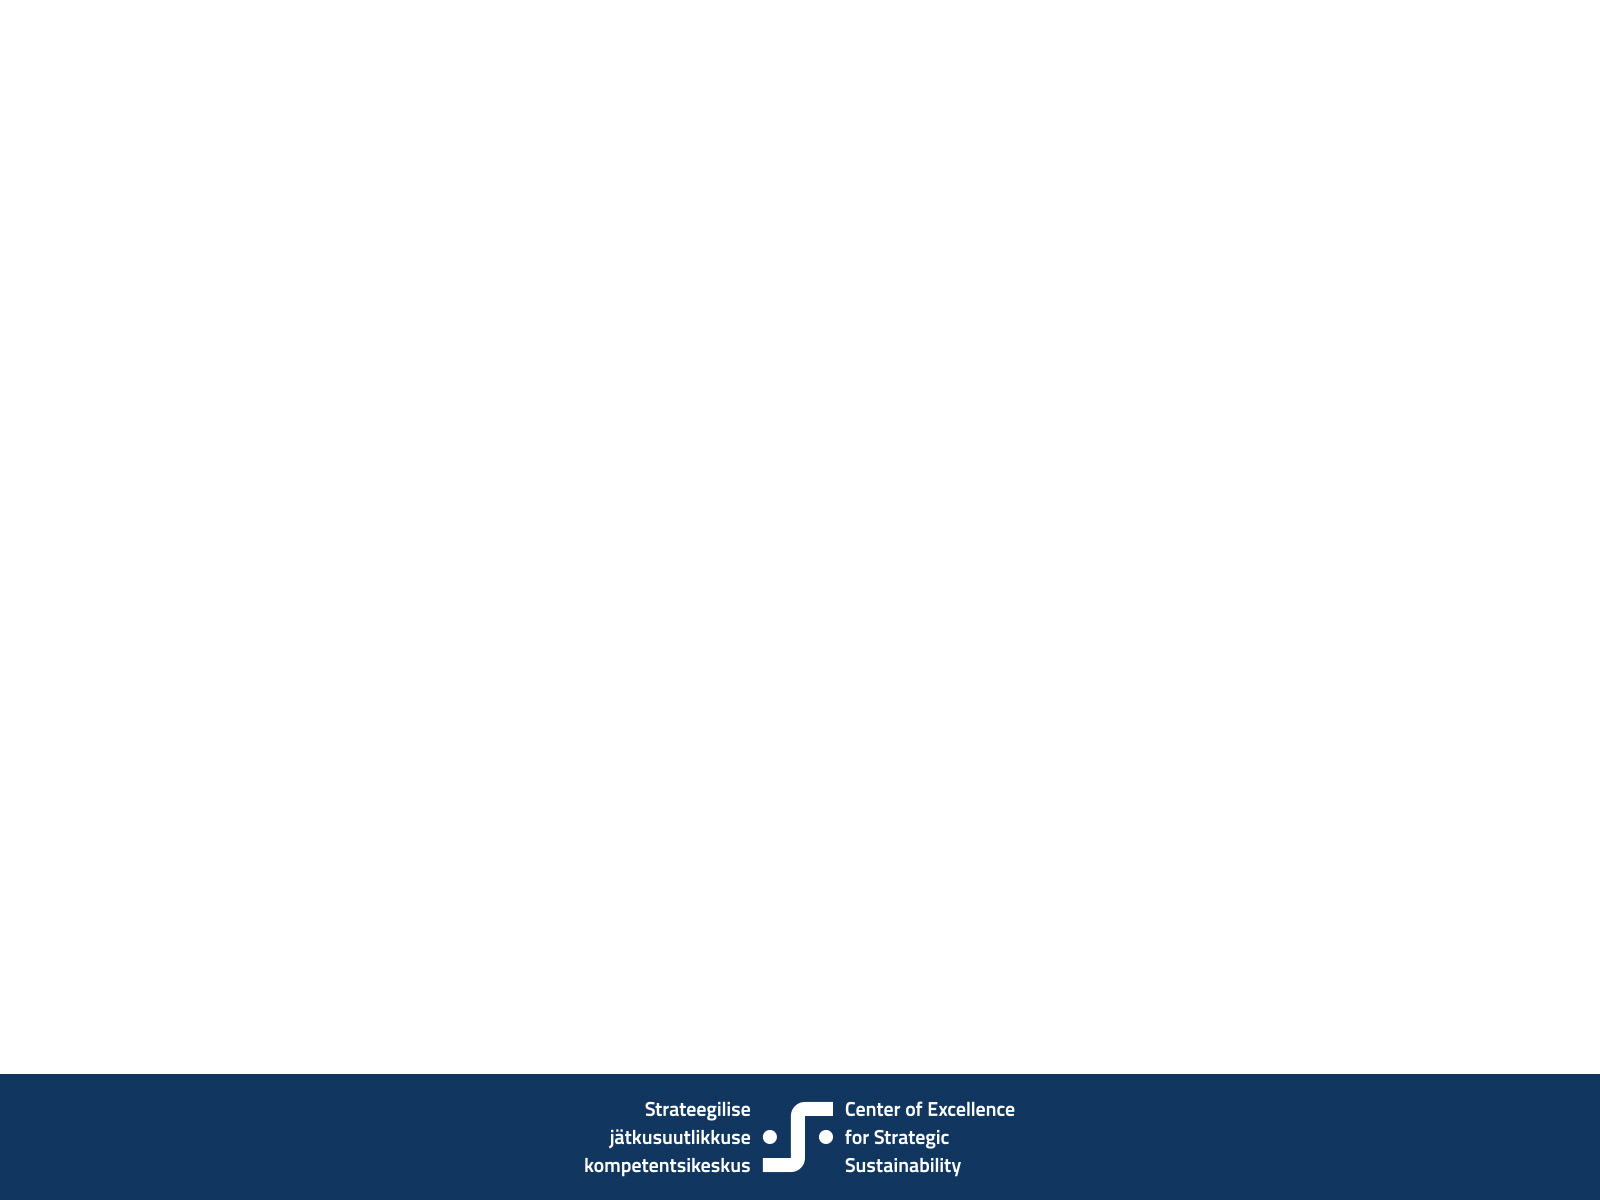 Strateegilise
jätkusuutlikkuse
kompetentsikeskus
Center of Excellence
for Strategic
Sustainability